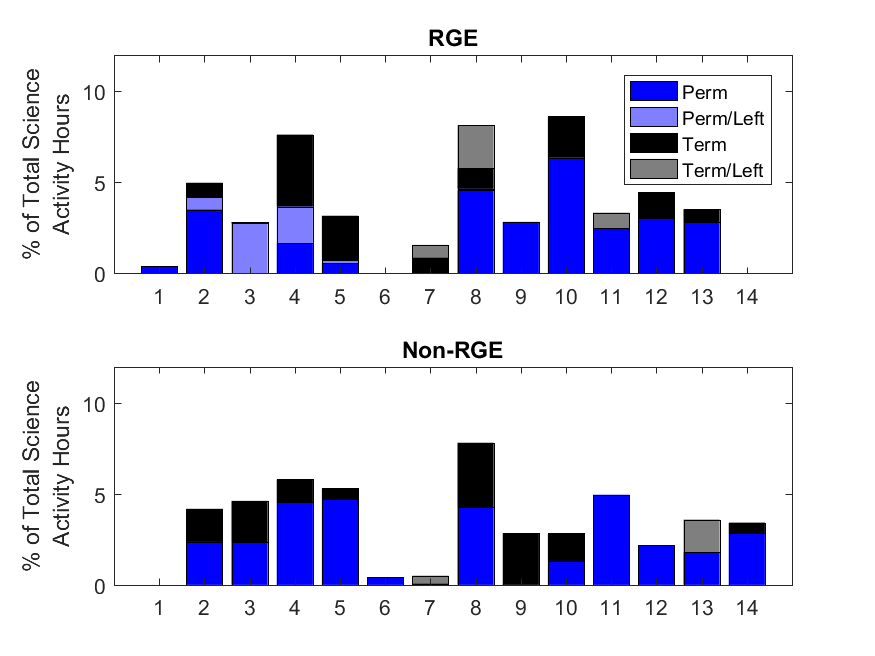 RGE
% of Total Science
Activity Hours
10
5
0
Perm
Perm/Left
Term
Term/Left
1 2 3 4 5 6 7 8 9 10 11 12 13 14
Non-RGE
% of Total Science
Activity Hours
10
5
0
1 2 3 4 5 6 7 8 9 10 11 12 13 14